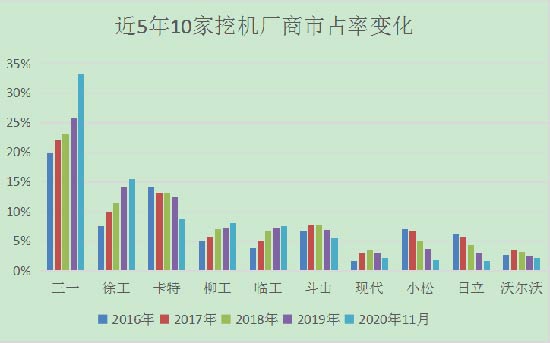 近5年10家挖机厂商市占率变化
35%
30%
25%
20%
15%
10%
5%
0%
三一 徐工 卡特 柳工 临工 斗山 现代 小松 日立 沃尔沃
2016年 2017年 2018年 2019年 2020年11月